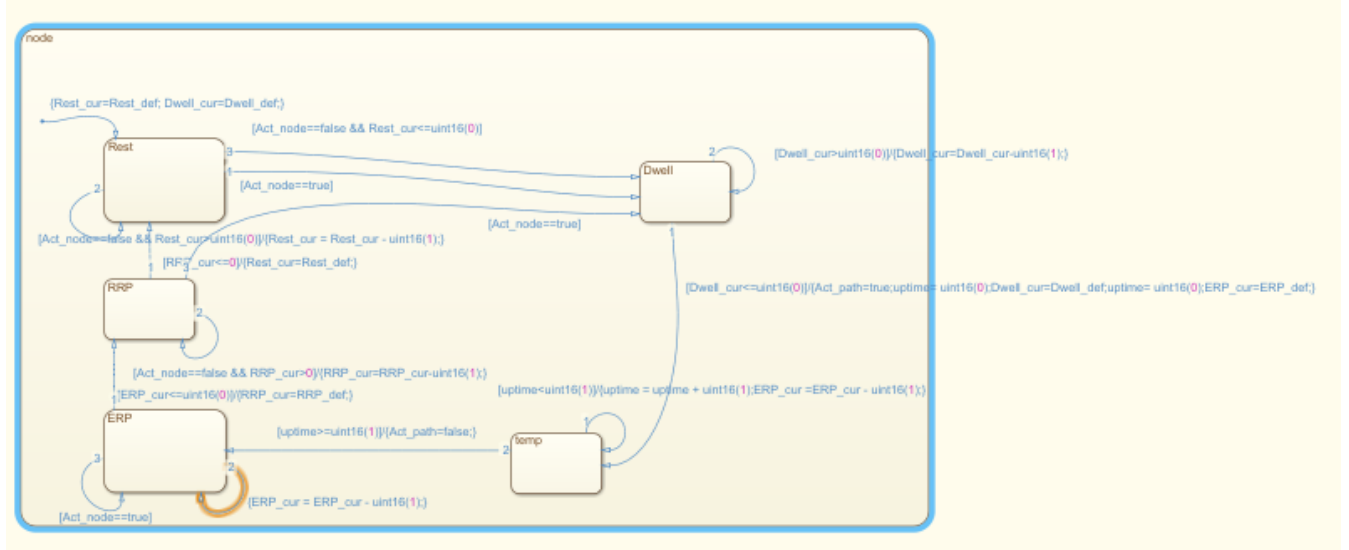 node
{Rest_cur=Rest_def; Dwell_cur=Dwell_def;}
[Act_node==false && Rest_cur<=uint16(0)]
Rest
3
2
[Dwell_cur>uint16(0)]/{Dwell_cur=Dwell_cur-uint16(1);}
Dwell
1
[Act_node==true]
2
[Act_node==true]
1
[Act_node==false && Rest_cur>uint16(0)]/{Rest_cur = Rest_cur - uint16(1);}
1
3
[RRP_cur<=0]/{Rest_cur=Rest_def;}
RRP
[Dwell_cur<=uint16(0)]/{Act_path=true;uptime= uint16(0);Dwell_cur=Dwell_def;uptime= uint16(0);ERP_cur=ERP_def;}
2
[Act_node==false && RRP_cur>0]/{RRP_cur=RRP_cur-uint16(1);}
[uptime<uint16(1)]/{uptime = uptime + uint16(1);ERP_cur =ERP_cur - uint16(1);}
1
[ERP_cur<=uint16(0)]/{RRP_cur=RRP_def;}
ERP
1
[uptime>=uint16(1)]/{Act_path=false;}
temp
2
3
2
{ERP_cur = ERP_cur - uint16(1);}
[Act_node==true]